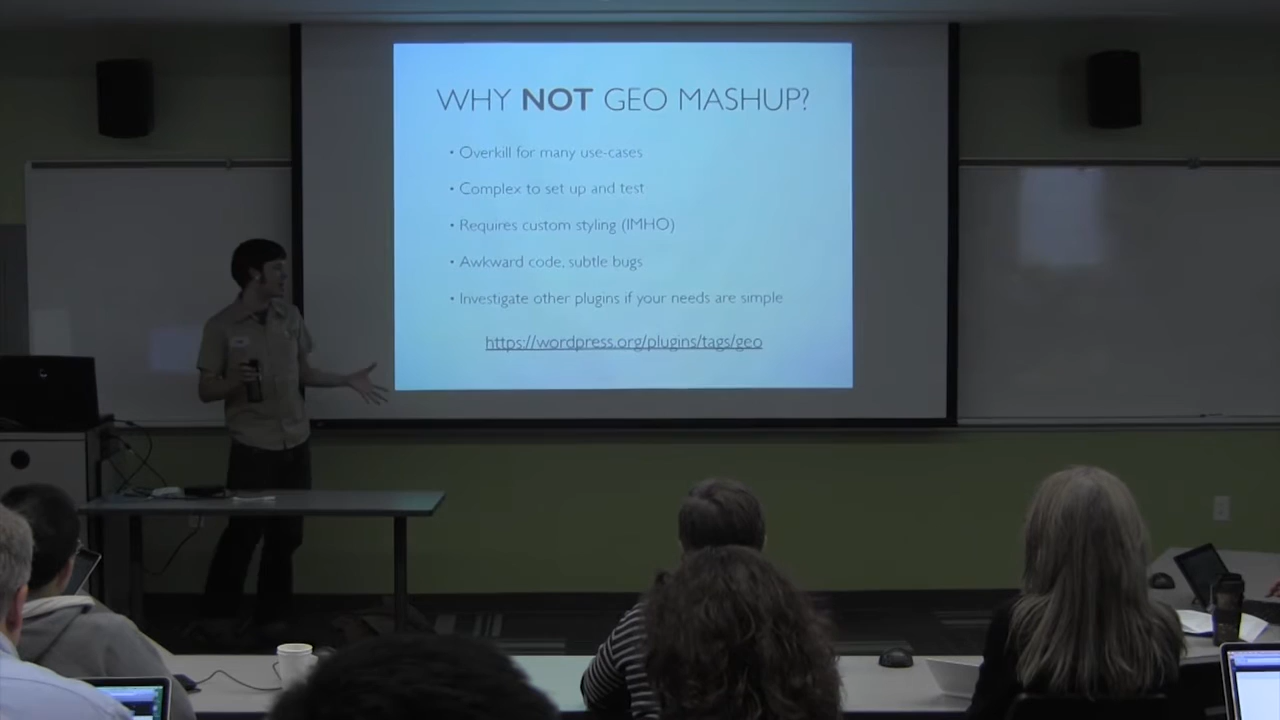 WHY NOT GEO MASHUP?
• Overkill for many use-cases
• Complex to set up and test
• Requires custom styling (IMHO)
• Awkward code, subtle bugs
• Investigate other plugins if your needs are simple
https://wordpress.org/plugins/tags/geo